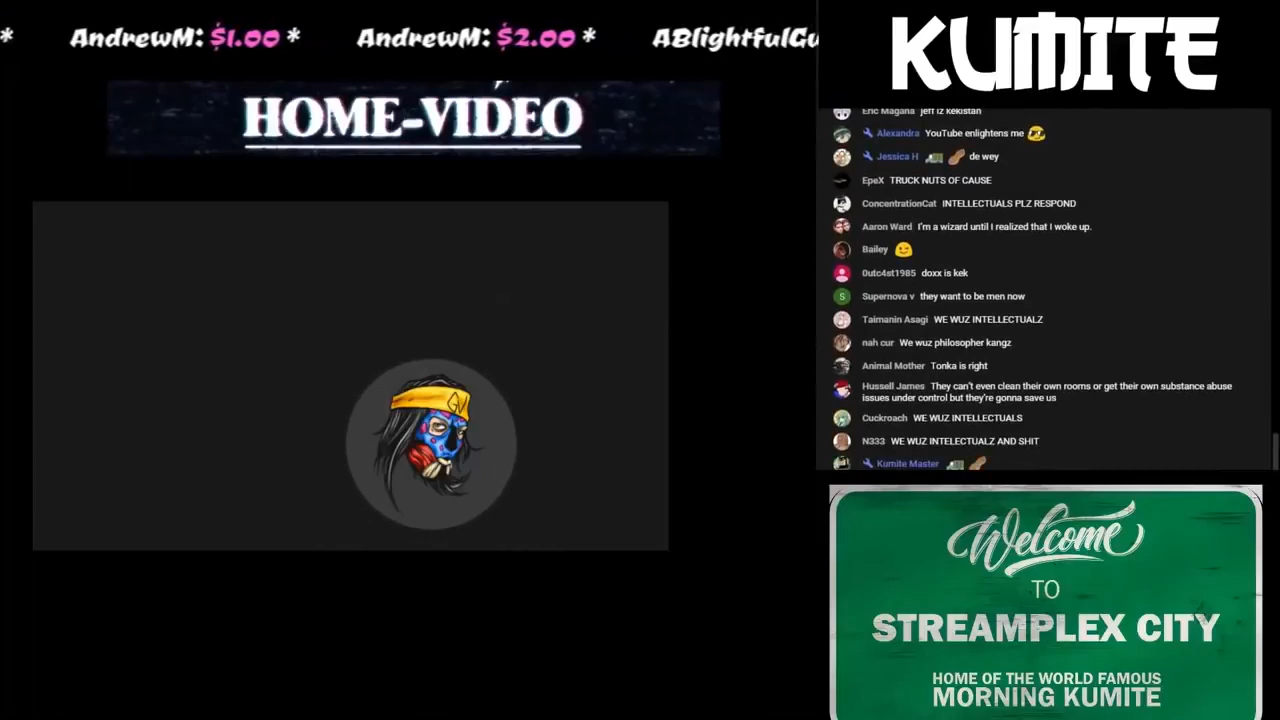 * AndrewM: $1.00 * AndrewM: $2.00 * ABlightfulGu
HOME-VIDEO
KUMITE
Eric Magana jeff iz kekistan
Alexandra YouTube enlightens me
Jessica H de wey
EpeX TRUCK NUTS OF CAUSE
ConcentrationCat INTELLECTUALS PLZ RESPOND
Aaron Ward I'm a wizard until I realized that I woke up.
Bailey
0utc4st1985 doxx is kek
S
Supernova v they want to be men now
Taimanin Asagi WE WUZ INTELLECTUALZ
nah cur We wuz philosopher kangz
Animal Mother Tonka is right
Hussell James They can't even clean their own rooms or get their own substance abuse
issues under control but they're gonna save us
Cuckroach WE WUZ INTELLECTUALS
N333 WE WUZ INTELECTUALZ AND SHIT
Kumite Master
Welcome
TO
STREAMPLEX CITY
HOME OF THE WORLD FAMOUS
MORNING KUMITE